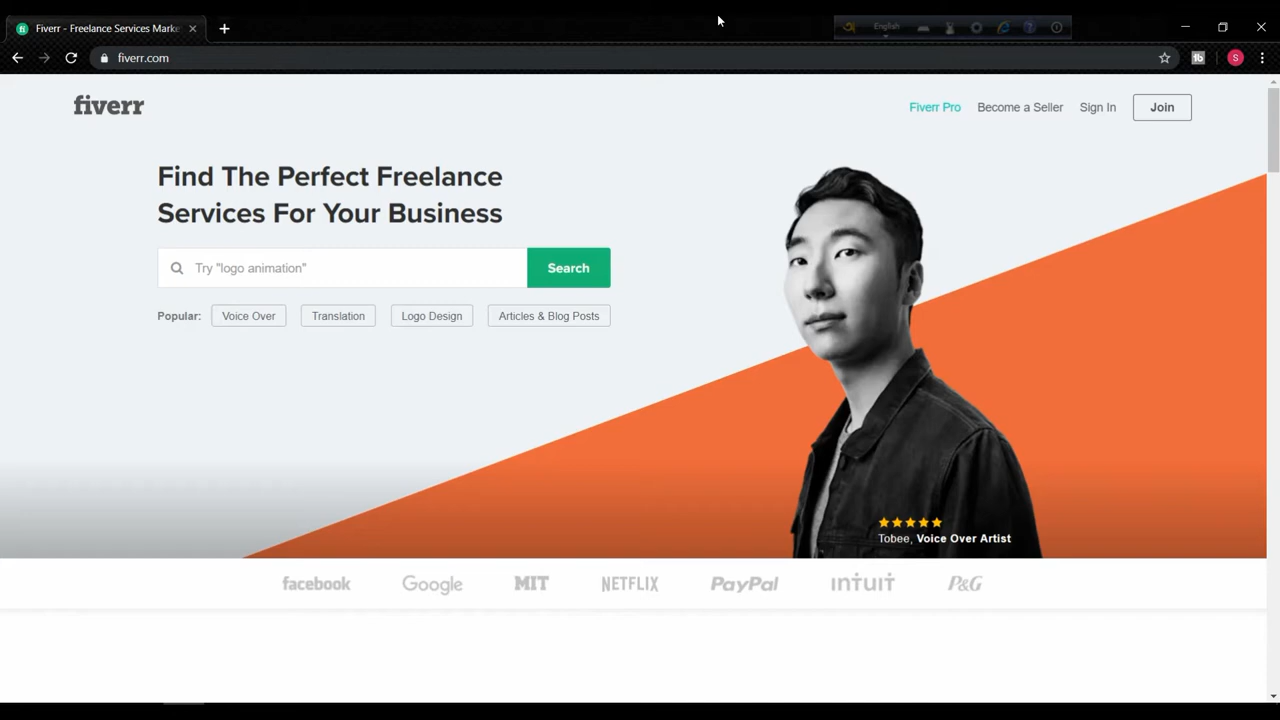 Fiverr - Freelance Services Marke
English
fiverr.com
S
fiverr
Fiverr Pro
Become a Seller
Sign In
Join
Find The Perfect Freelance
Services For Your Business
Try "logo animation"
Search
Popular:
Voice Over
Translation
Logo Design
Articles & Blog Posts
★★★★★
Tobee, Voice Over Artist
facebook
Google
MIT
NETFLIX
PayPal
intuit
P&G